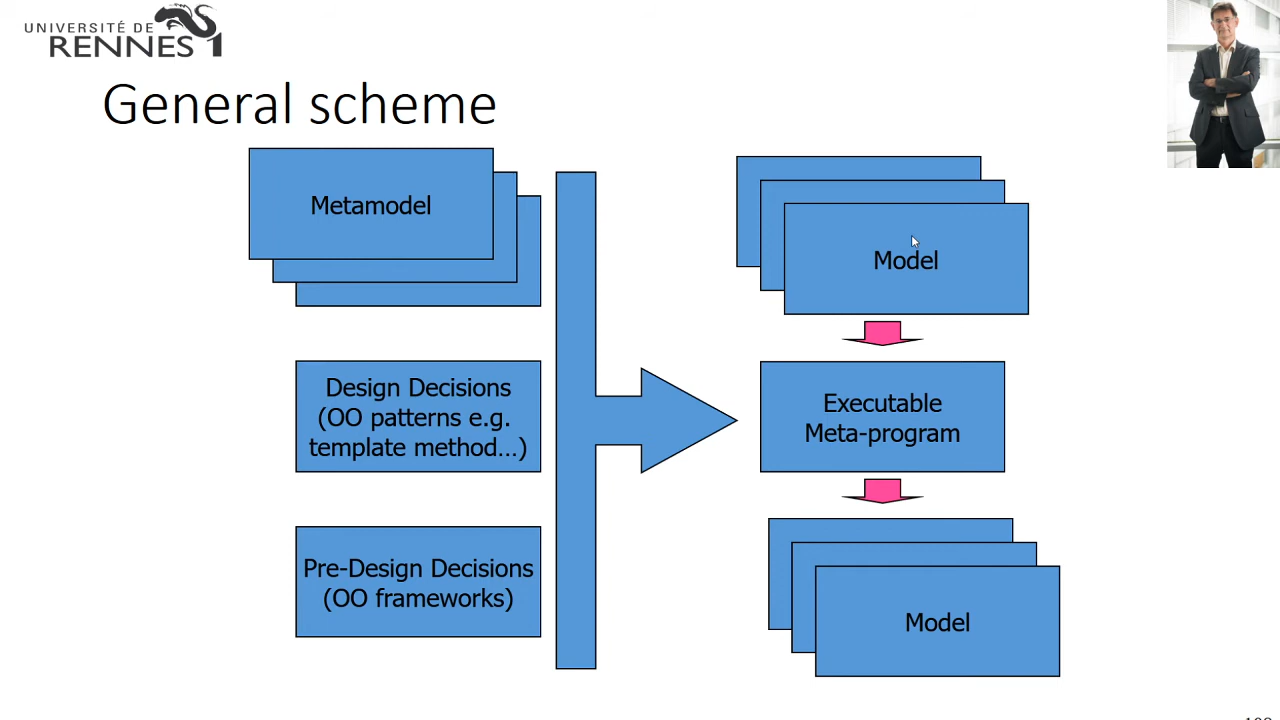 UNIVERSITÉ DE
RENNES 1
General scheme
Metamodel
Model
Design Decisions
(OO patterns e.g.
template method...)
Executable
Meta-program
Pre-Design Decisions
(OO frameworks)
Model